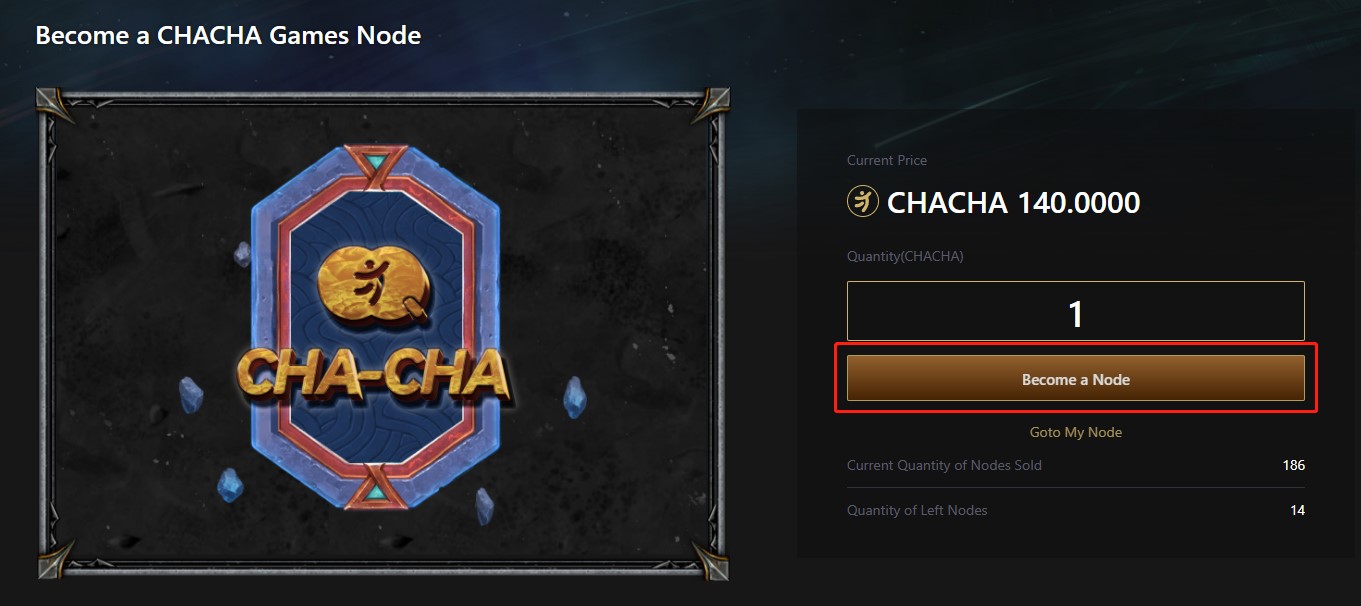 Become a CHACHA Games Node
CHA-CHA
Current Price
CHACHA 140.0000
Quantity(CHACHA)
1
Become a Node
Goto My Node
Current Quantity of Nodes Sold 186
Quantity of Left Nodes 14